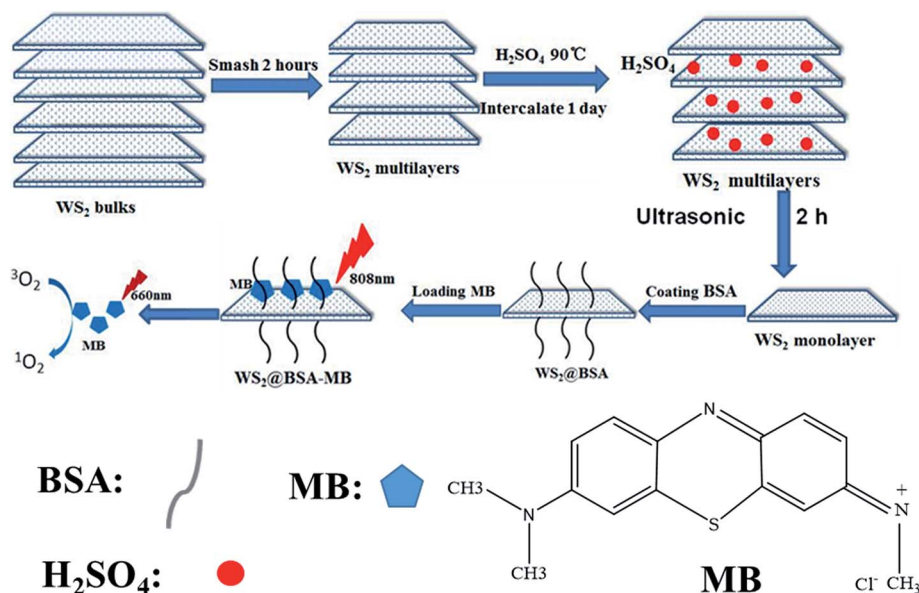 Smash 2 hours
H₂SO₄ 90℃
Intercalate 1 day
H₂SO₄
WS₂ bulks
WS₂ multilayers
WS₂ multilayers
Ultrasonic 2 h
³O₂
¹O₂
660nm
MB
MB
808nm
WS₂@BSA-MB
Loading MB
WS₂@BSA
Coating BSA
WS₂ monolayer
BSA:
MB:
H₂SO₄:
N
CH3
N
CH3
S
+
N
CH₃
Cl⁻
MB